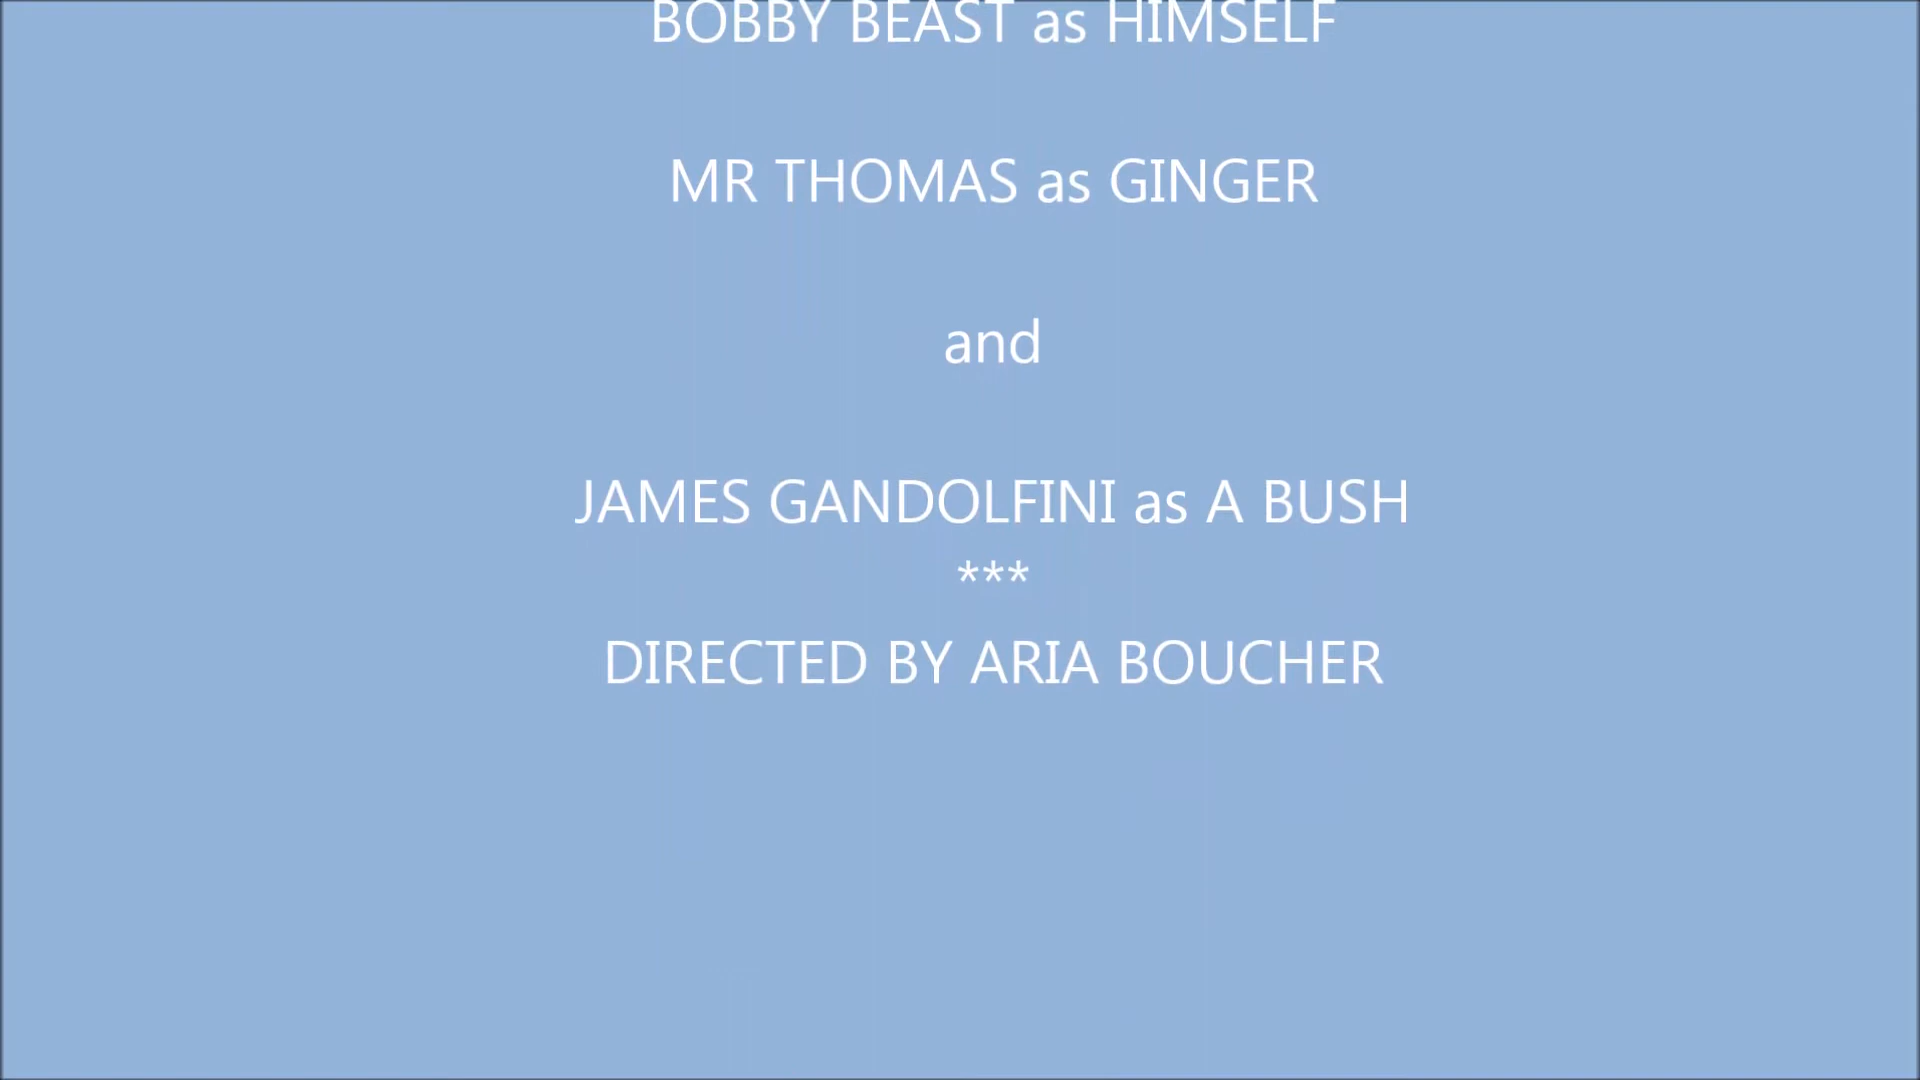 BOBBY BEAST as HIMSELF
MR THOMAS as GINGER
and
JAMES GANDOLFINI as A BUSH
***
DIRECTED BY ARIA BOUCHER